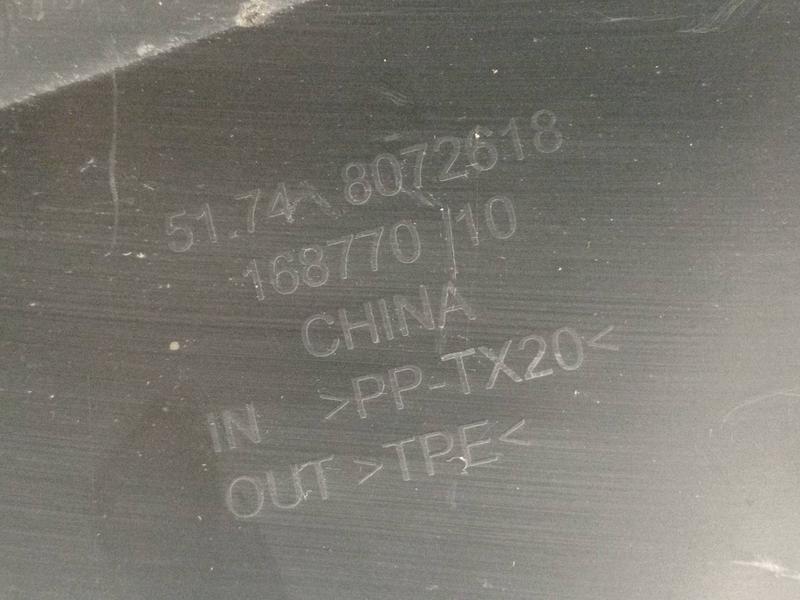 51.74 8072618
168770/10
CHINA
IN >PP-TX20<
OUT >TPE<